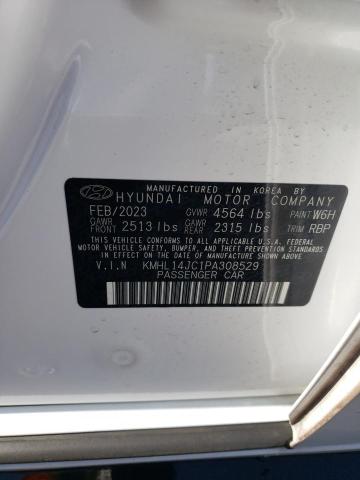 MANUFACTURED IN KOREA BY
HYUNDAI MOTOR COMPANY
FEB/2023 GVWR 4564 lbs PAINT W6H
GAWR FRONT 2513 lbs GAWR REAR 2315 lbs TRIM RBP
THIS VEHICLE CONFORMS TO ALL APPLICABLE U.S.A. FEDERAL MOTOR
VEHICLE SAFETY, BUMPER, AND THEFT PREVENTION STANDARDS
IN EFFECT ON THE DATE OF MANUFACTURE SHOWN ABOVE.
V.I.N KMHL14JC1PA308529
PASSENGER CAR